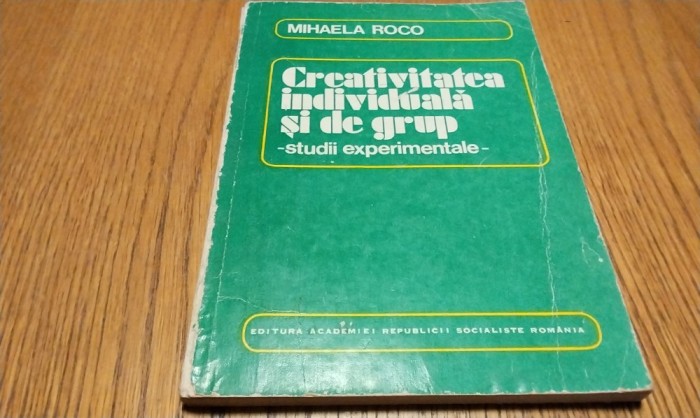 MIHAELA ROCO
Creativitatea
individuală
și de grup
-studii experimentale-
EDITURA ACADEMIEI REPUBLICII SOCIALISTE ROMÂNIA